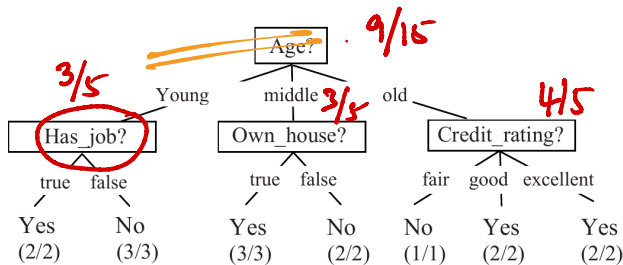 Age? 9/15
3/5
Young middle old
3/5 4/5
Has_job? Own_house? Credit_rating?
true false true false fair good excellent
Yes No Yes No No Yes Yes
(2/2) (3/3) (3/3) (2/2) (1/1) (2/2) (2/2)